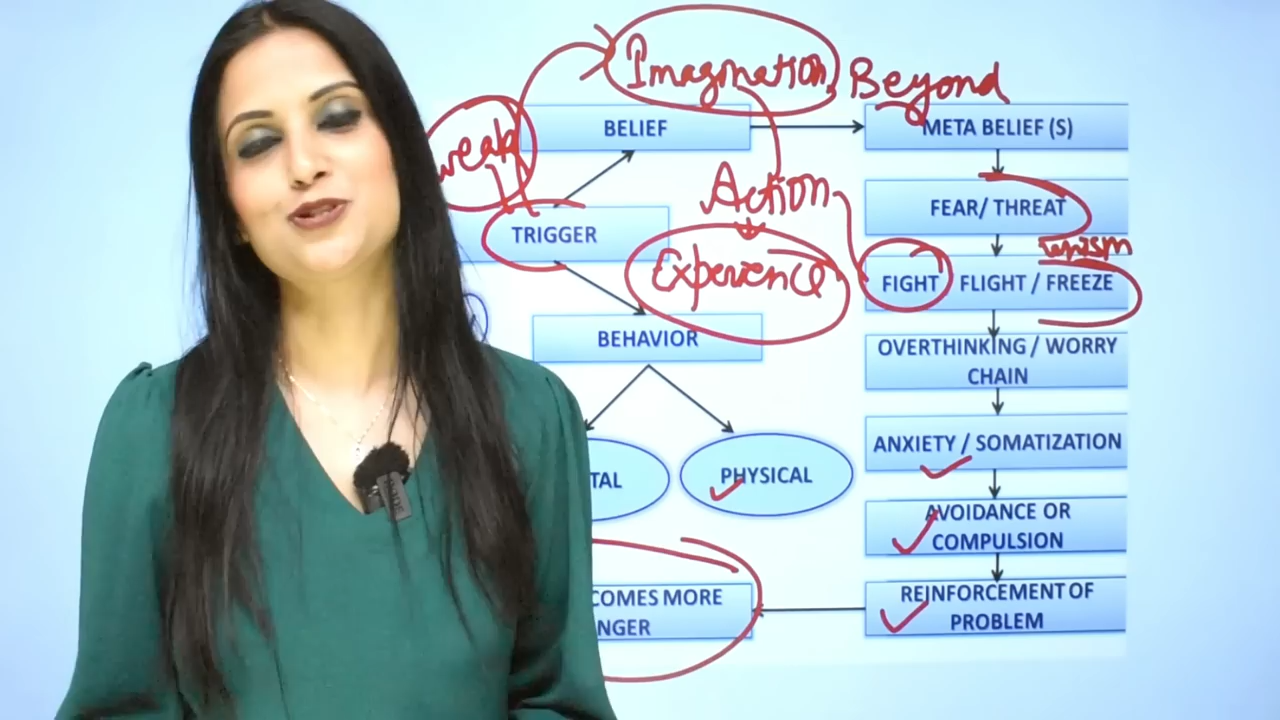 Imagination Beyond
weak
BELIEF
META BELIEF (S)
Action
FEAR/ THREAT
TRIGGER
Experience
FIGHT FLIGHT / FREEZE
BEHAVIOR
OVERTHINKING / WORRY
CHAIN
ANXIETY / SOMATIZATION
TAL
PHYSICAL
AVOIDANCE OR
COMPULSION
COMES MORE
NGER
REINFORCEMENT OF
PROBLEM